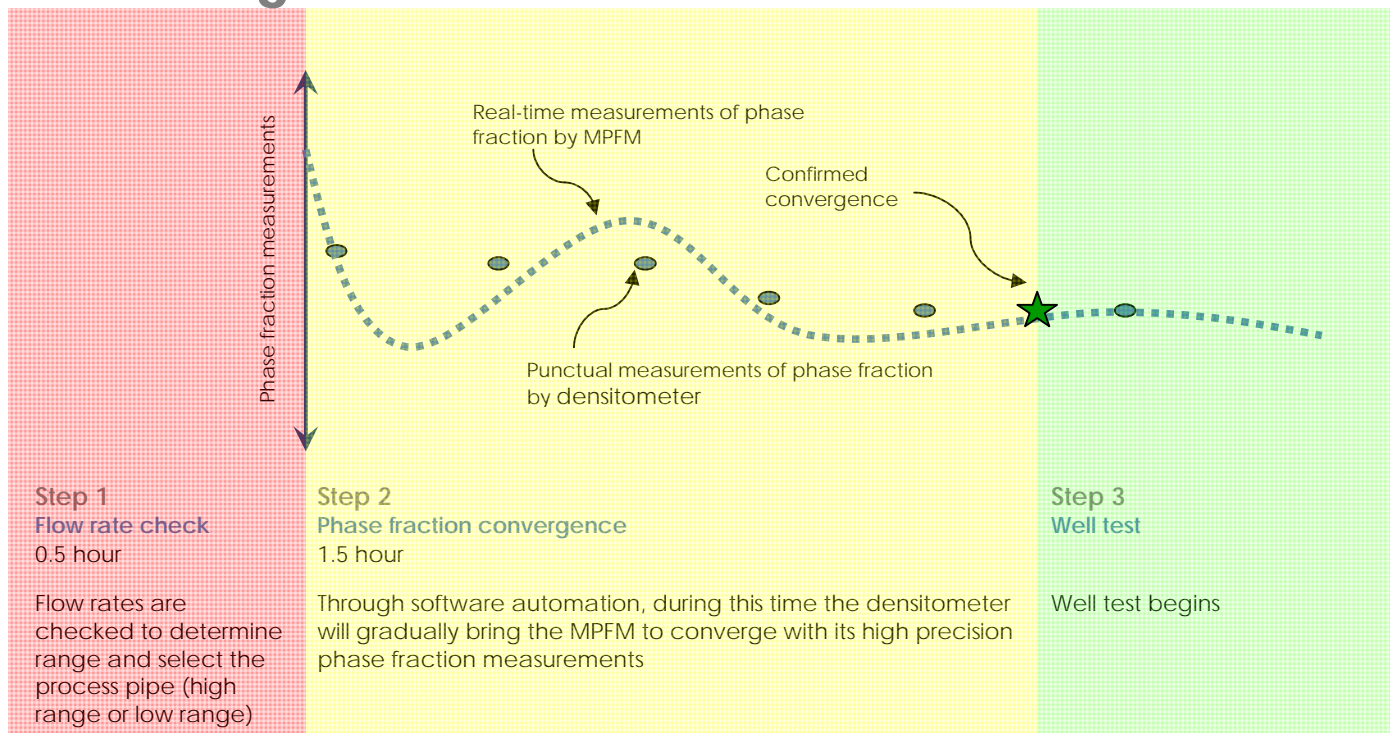 Real-time measurements of phase
fraction by MPFM
Confirmed
convergence
Phase fraction measurements
Punctual measurements of phase fraction
by densitometer
Step 1
Flow rate check
0.5 hour
Flow rates are
checked to determine
range and select the
process pipe (high
range or low range)
Step 2
Phase fraction convergence
1.5 hour
Through software automation, during this time the densitometer
will gradually bring the MPFM to converge with its high precision
phase fraction measurements
Step 3
Well test
Well test begins